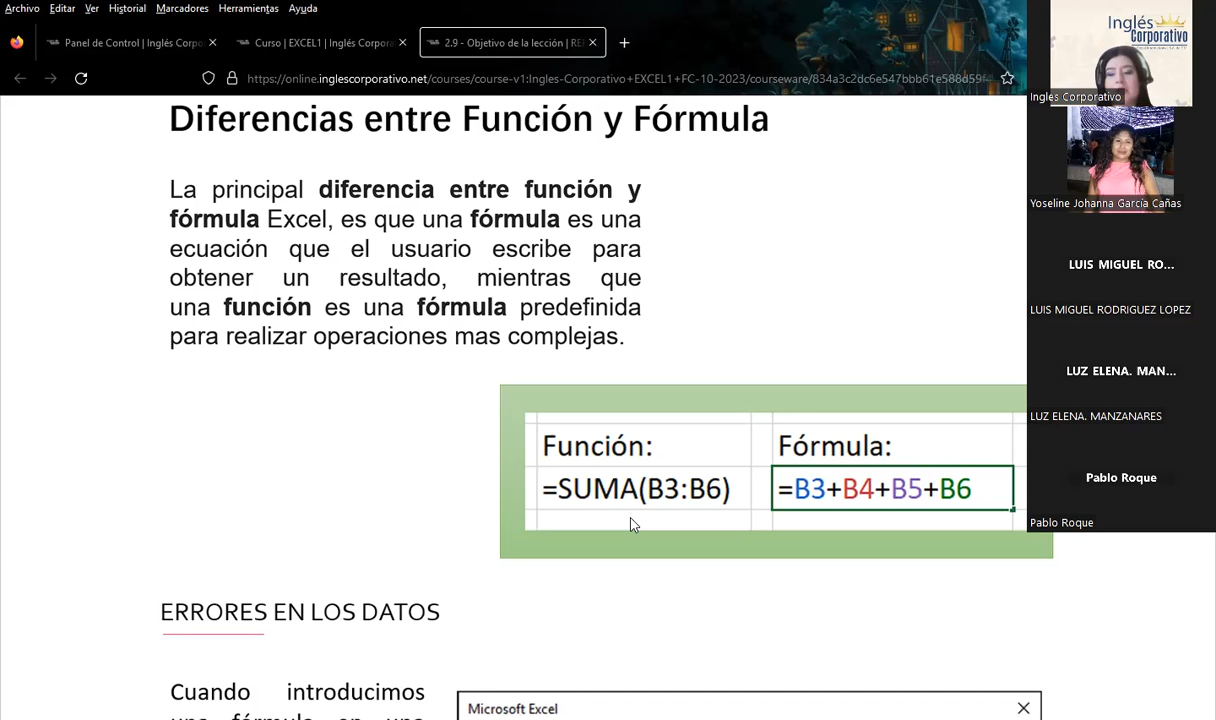 Archivo Editar Ver Historial Marcadores Herramientas Ayuda
Panel de Control | Inglés Corpo
Curso | EXCEL1 | Inglés Corpora
2.9 - Objetivo de la lección | RE
https://online.inglescorporativo.net/courses/course-v1:Ingles-Corporativo+EXCEL1+FC-10-2023/courseware/834a3c2dc6e547bbb61e588d59f
Diferencias entre Función y Fórmula
La principal diferencia entre función y
fórmula Excel, es que una fórmula es una
ecuación que el usuario escribe para
obtener un resultado, mientras que
una función es una fórmula predefinida
para realizar operaciones mas complejas.
Función:
Fórmula:
=SUMA(B3:B6)
=B3+B4+B5+B6
ERRORES EN LOS DATOS
Cuando introducimos
Microsoft Excel
Inglés
Corporativo
Ingles Corporativo
Yoseline Johanna García Cañas
LUIS MIGUEL RO...
LUIS MIGUEL RODRIGUEZ LOPEZ
LUZ ELENA. MAN...
LUZ ELENA. MANZANARES
Pablo Roque
Pablo Roque